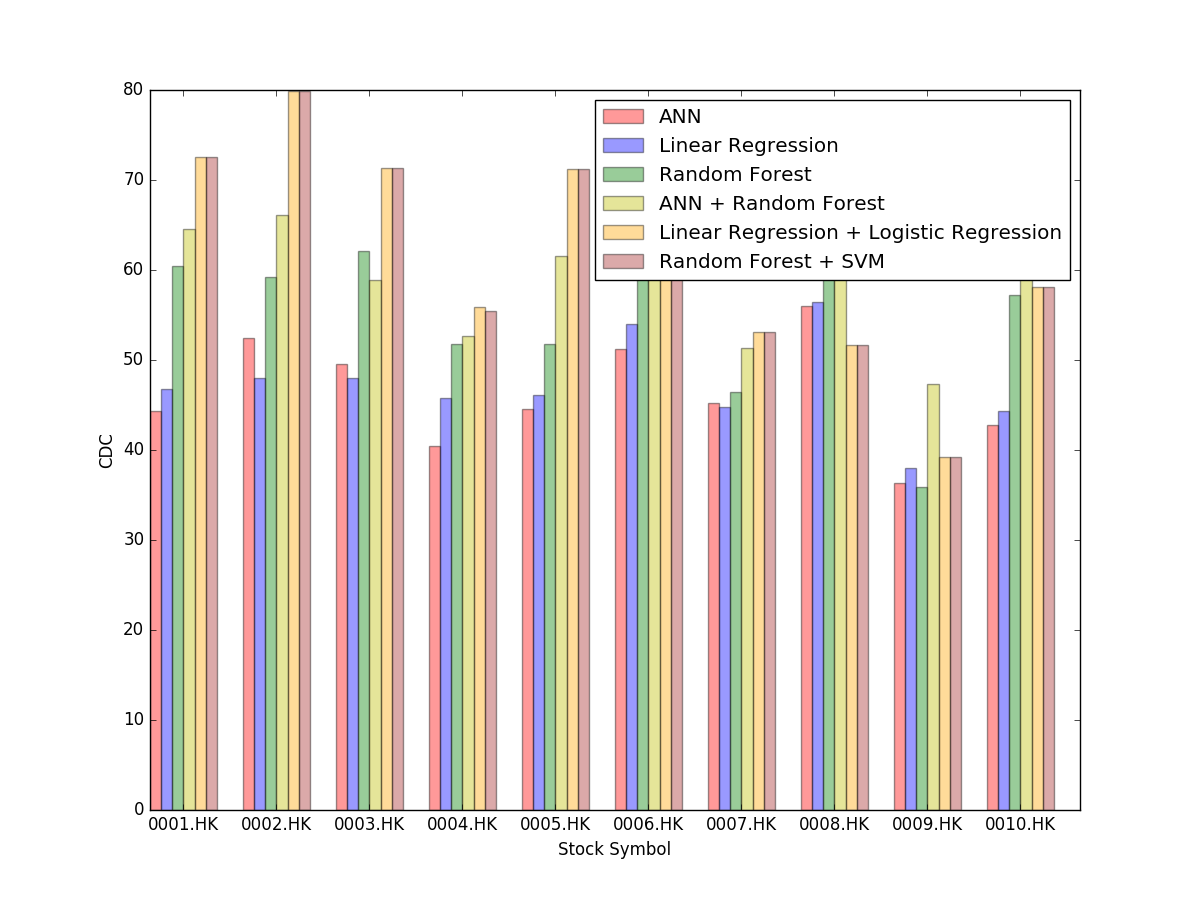 80
70
60
50
40
30
20
10
0
CDC
ANN
Linear Regression
Random Forest
ANN + Random Forest
Linear Regression + Logistic Regression
Random Forest + SVM
0001.HK 0002.HK 0003.HK 0004.HK 0005.HK 0006.HK 0007.HK 0008.HK 0009.HK 0010.HK
Stock Symbol